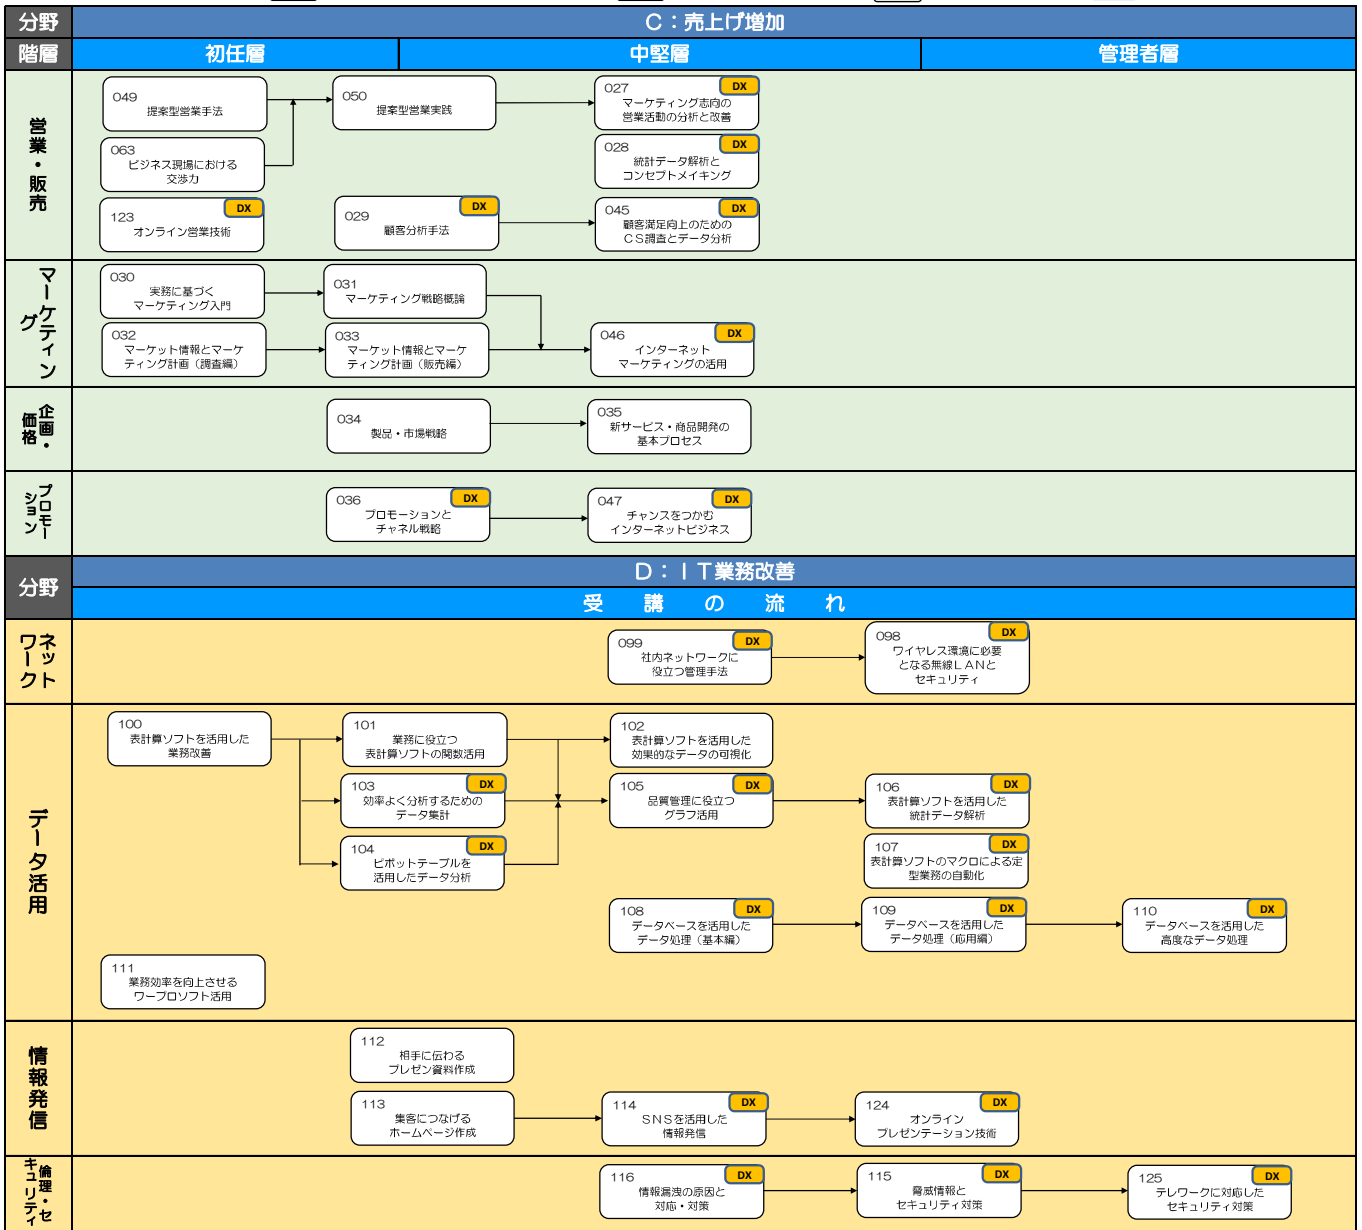 分野
C：売上げ増加
階層
初任層
中堅層
管理者層
営業・販売
049
提案型営業手法
050
提案型営業実践
027
DX
マーケティング志向の
営業活動の分析と改善
063
ビジネス現場における
交渉力
028
DX
統計データ解析と
コンセプトメイキング
123
DX
オンライン営業技術
029
DX
顧客分析手法
045
DX
顧客満足向上のための
ＣＳ調査とデータ分析
マーケティング
030
実務に基づく
マーケティング入門
031
マーケティング戦略概論
032
マーケット情報とマーケ
ティング計画（調査編）
033
マーケット情報とマーケ
ティング計画（販売編）
046
DX
インターネット
マーケティングの活用
企画・価格
034
製品・市場戦略
035
新サービス・商品開発の
基本プロセス
プロモーション
036
DX
プロモーションと
チャネル戦略
047
DX
チャンスをつかむ
インターネットビジネス
分野
D：ＩＴ業務改善
受講の流れ
ネットワーク
099
DX
社内ネットワークに
役立つ管理手法
098
DX
ワイヤレス環境に必要
となる無線ＬＡＮと
セキュリティ
データ活用
100
表計算ソフトを活用した
業務改善
101
業務に役立つ
表計算ソフトの関数活用
102
表計算ソフトを活用した
効果的なデータの可視化
103
DX
効率よく分析するための
データ集計
105
DX
品質管理に役立つ
グラフ活用
106
DX
表計算ソフトを活用した
統計データ解析
104
DX
ピボットテーブルを
活用したデータ分析
107
DX
表計算ソフトのマクロによる定
型業務の自動化
108
DX
データベースを活用した
データ処理（基本編）
109
DX
データベースを活用した
データ処理（応用編）
110
DX
データベースを活用した
高度なデータ処理
111
業務効率を向上させる
ワープロソフト活用
情報発信
112
相手に伝わる
プレゼン資料作成
113
集客につなげる
ホームページ作成
114
DX
ＳＮＳを活用した
情報発信
124
DX
オンライン
プレゼンテーション技術
倫理・セキュリティ
116
DX
情報漏洩の原因と
対応・対策
115
DX
脅威情報と
セキュリティ対策
125
DX
テレワークに対応した
セキュリティ対策